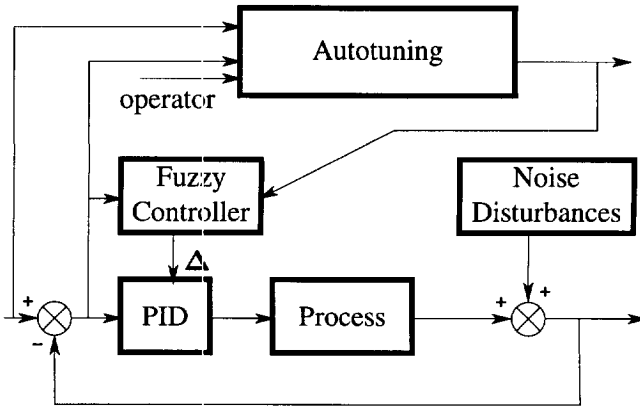 Autotuning
operator
Fuzzy
Controller
Noise
Disturbances
Δ
+
+
+
PID
Process
-